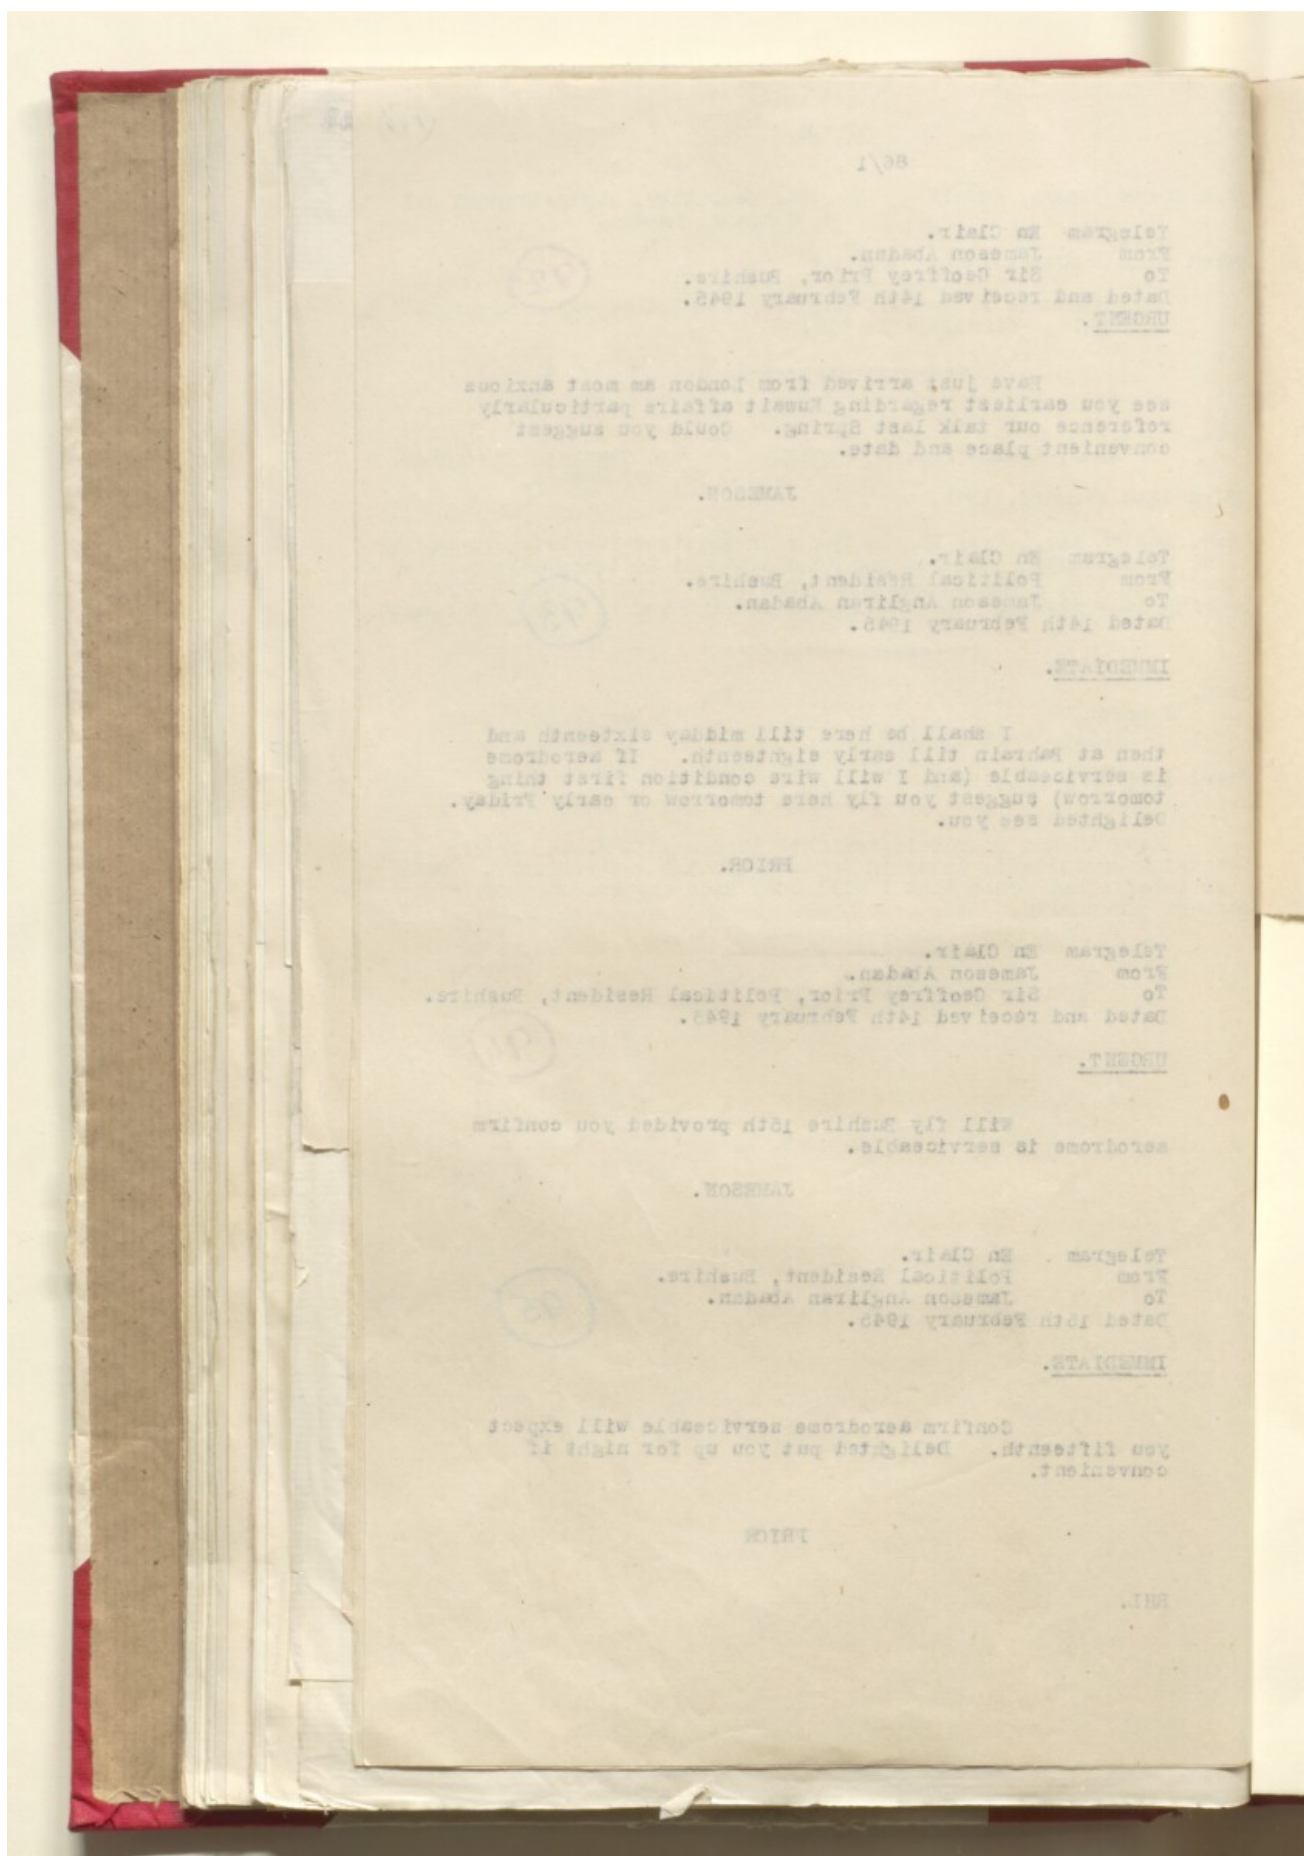 86/1
Telegram En Clair.
From Jameson Abadan.
To Sir Geoffrey Prior, Bushire.
Dated and received 14th February 1945.
92
URGENT.
Have just arrived from London am most anxious
see you earliest regarding Kuwait affairs particularly
reference our talk last Spring. Could you suggest
convenient place and date.
JAMESON.
Telegram En Clair.
From Political Resident, Bushire.
To Jameson Angliran Abadan.
Dated 14th February 1945.
93
IMMEDIATE.
I shall be here till midday sixteenth and
then at Bahrain till early eighteenth. If aerodrome
is serviceable (and I will wire condition first thing
tomorrow) suggest you fly here tomorrow or early Friday.
Delighted see you.
PRIOR.
Telegram En Clair.
From Jameson Abadan.
To Sir Geoffrey Prior, Political Resident, Bushire.
Dated and received 14th February 1945.
URGENT.
Will fly Bushire 15th provided you confirm
aerodrome is serviceable.
JAMESON.
Telegram En Clair.
From Political Resident, Bushire.
To Jameson Angliran Abadan.
Dated 15th February 1945.
IMMEDIATE.
Confirm aerodrome serviceable will expect
you fifteenth. Delighted put you up for night if
convenient.
PRIOR
RHL.